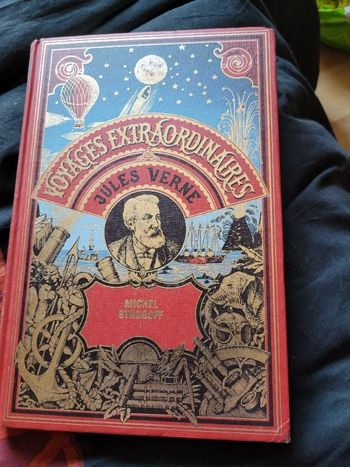 VOYAGES EXTRAORDINAIRES
JULES VERNE
MICHEL
STROGOFF